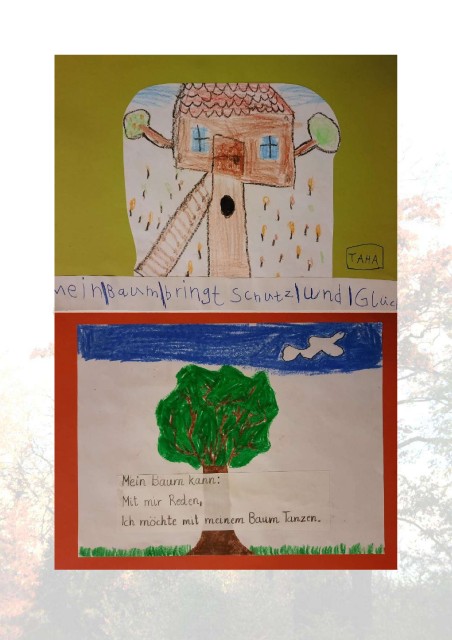 TAHA
mein/Baum/bringt Schutz/und/Glüc
Mein Baum kann:
Mit mir Reden,
Ich möchte mit meinem Baum Tanzen.